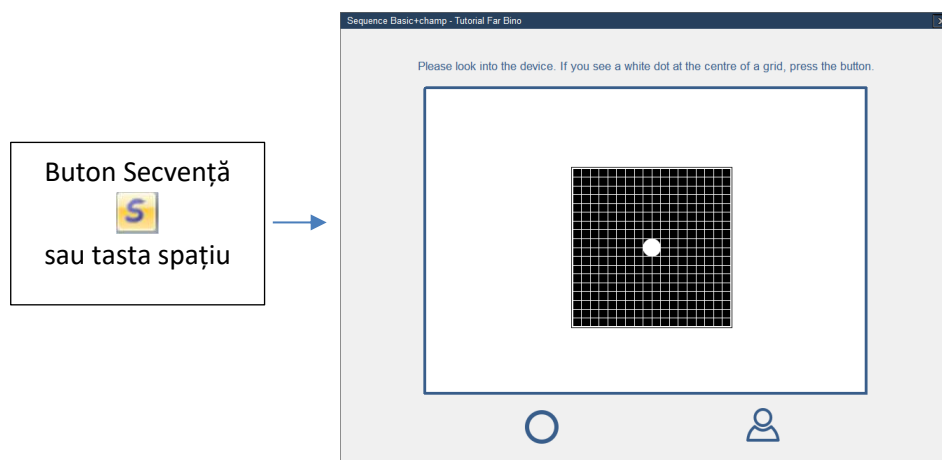 Buton Secvență
S
sau tasta spațiu
Sequence Basic+champ - Tutorial Far Bino
Please look into the device. If you see a white dot at the centre of a grid, press the button.